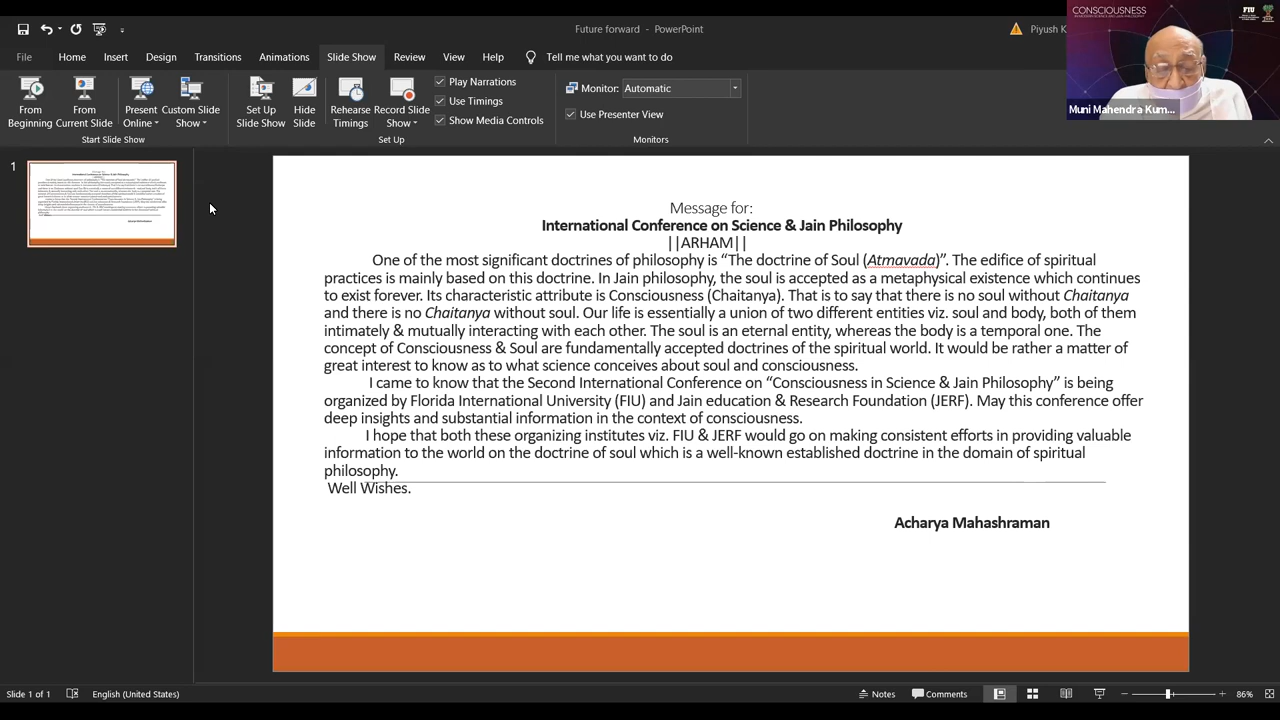 Future forward - PowerPoint
Piyush K
CONSCIOUSNESS
IN MODERN SCIENCE AND JAIN PHILOSOPHY
FIU
File Home Insert Design Transitions Animations Slide Show Review View Help Tell me what you want to do
From Beginning
From Current Slide
Present Online
Custom Slide Show
Start Slide Show
Set Up Slide Show
Hide Slide
Rehearse Timings
Record Slide Show
Play Narrations
Use Timings
Show Media Controls
Set Up
Monitor: Automatic
Use Presenter View
Monitors
Muni Mahendra Kum...
1
Message for:
International Conference on Science & Jain Philosophy
||ARHAM||
One of the most significant doctrines of philosophy is “The doctrine of Soul (Atmavada)”. The edifice of spiritual
practices is mainly based on this doctrine. In Jain philosophy, the soul is accepted as a metaphysical existence which continues
to exist forever. Its characteristic attribute is Consciousness (Chaitanya). That is to say that there is no soul without Chaitanya
and there is no Chaitanya without soul. Our life is essentially a union of two different entities viz. soul and body, both of them
intimately & mutually interacting with each other. The soul is an eternal entity, whereas the body is a temporal one. The
concept of Consciousness & Soul are fundamentally accepted doctrines of the spiritual world. It would be rather a matter of
great interest to know as to what science conceives about soul and consciousness.
I came to know that the Second International Conference on “Consciousness in Science & Jain Philosophy” is being
organized by Florida International University (FIU) and Jain education & Research Foundation (JERF). May this conference offer
deep insights and substantial information in the context of consciousness.
I hope that both these organizing institutes viz. FIU & JERF would go on making consistent efforts in providing valuable
information to the world on the doctrine of soul which is a well-known established doctrine in the domain of spiritual
philosophy.
Well Wishes.
Acharya Mahashraman
Slide 1 of 1 English (United States) Notes Comments 86%